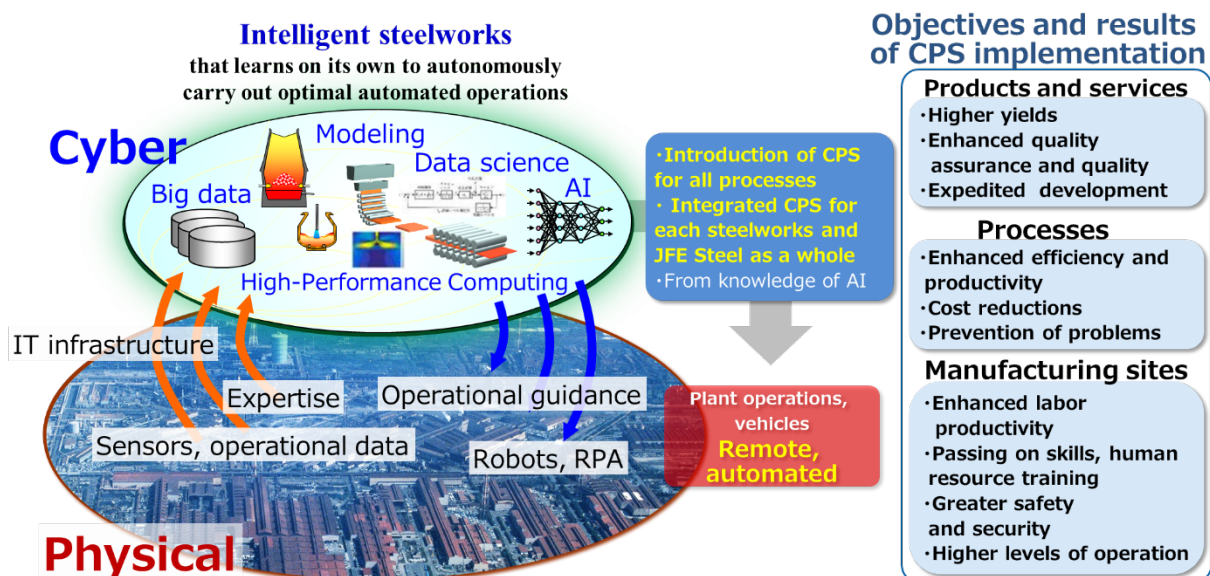 Intelligent steelworks
that learns on its own to autonomously
carry out optimal automated operations
Cyber
Modeling
Data science
Big data
AI
High-Performance Computing
IT infrastructure
Expertise
Sensors, operational data
Operational guidance
Robots, RPA
Physical
・Introduction of CPS
for all processes
・ Integrated CPS for
each steelworks and
JFE Steel as a whole
・From knowledge of AI
Plant operations,
vehicles
Remote,
automated
Objectives and results
of CPS implementation
Products and services
・Higher yields
・Enhanced quality
assurance and quality
・Expedited development
Processes
・Enhanced efficiency and
productivity
・Cost reductions
・Prevention of problems
Manufacturing sites
・Enhanced labor
productivity
・Passing on skills, human
resource training
・Greater safety
and security
・Higher levels of operation